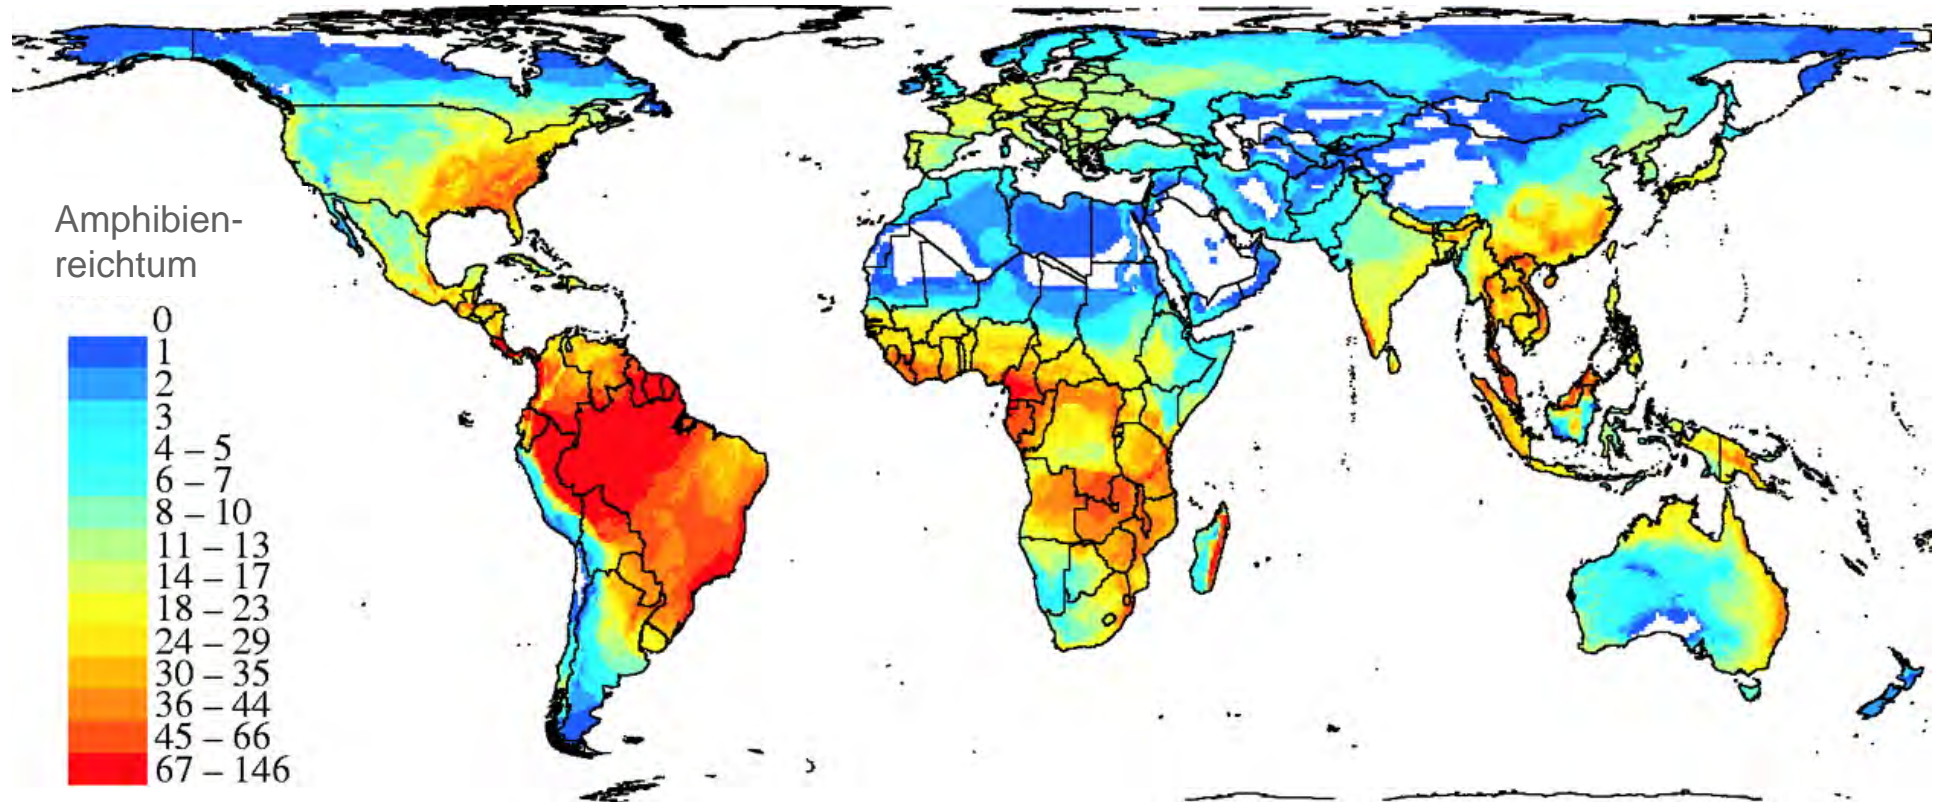 Amphibien-
reichtum
0
1
2
3
4 – 5
6 – 7
8 – 10
11 – 13
14 – 17
18 – 23
24 – 29
30 – 35
36 – 44
45 – 66
67 – 146